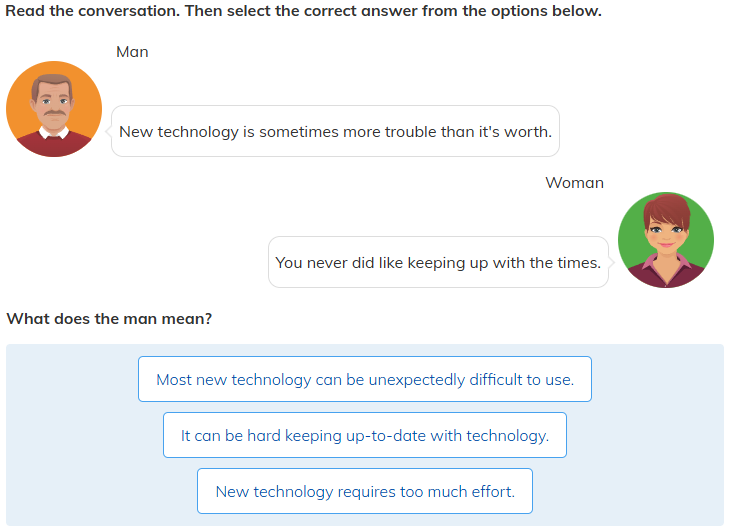 Read the conversation. Then select the correct answer from the options below.
Man
New technology is sometimes more trouble than it's worth.
Woman
You never did like keeping up with the times.
What does the man mean?
Most new technology can be unexpectedly difficult to use.
It can be hard keeping up-to-date with technology.
New technology requires too much effort.